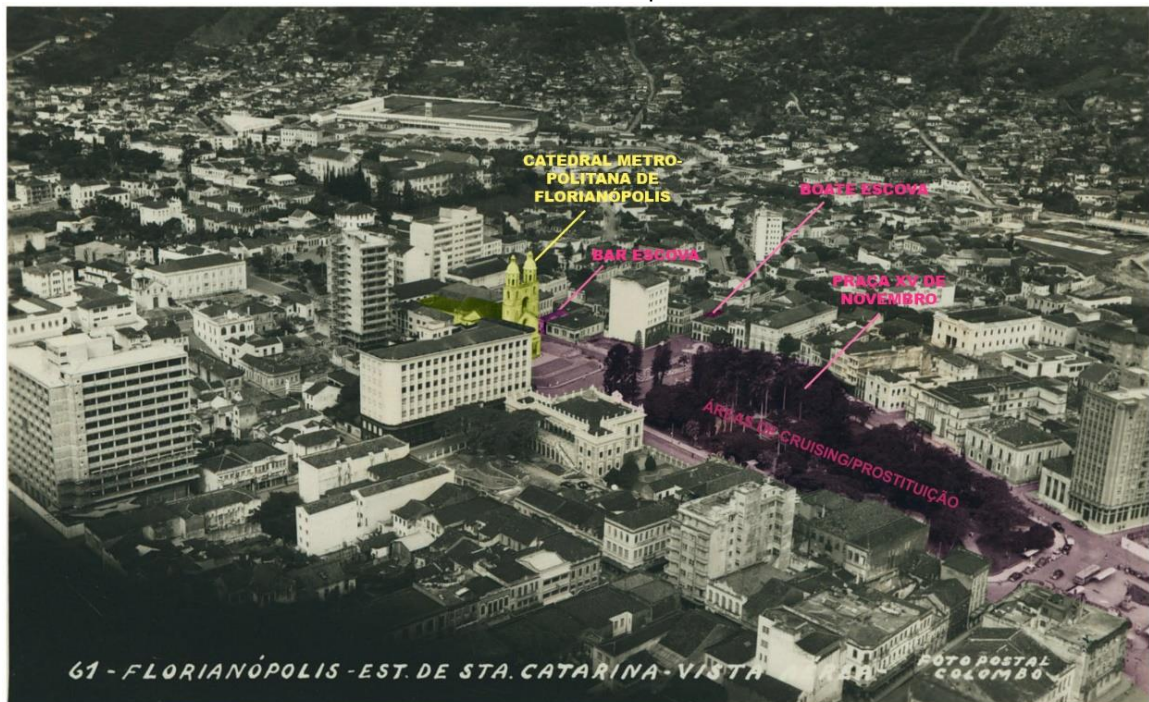 CATEDRAL METRO-
POLITANA DE
FLORIANÓPOLIS
BOATE ESCOVA
BAR ESCOVA
PRAÇA XV DE
NOVEMBRO
ÁREAS DE CRUISING/PROSTITUIÇÃO
61-FLORIANÓPOLIS-EST. DE STA. CATARINA-VISTA AÉREA
FOTO POSTAL
COLOMBO